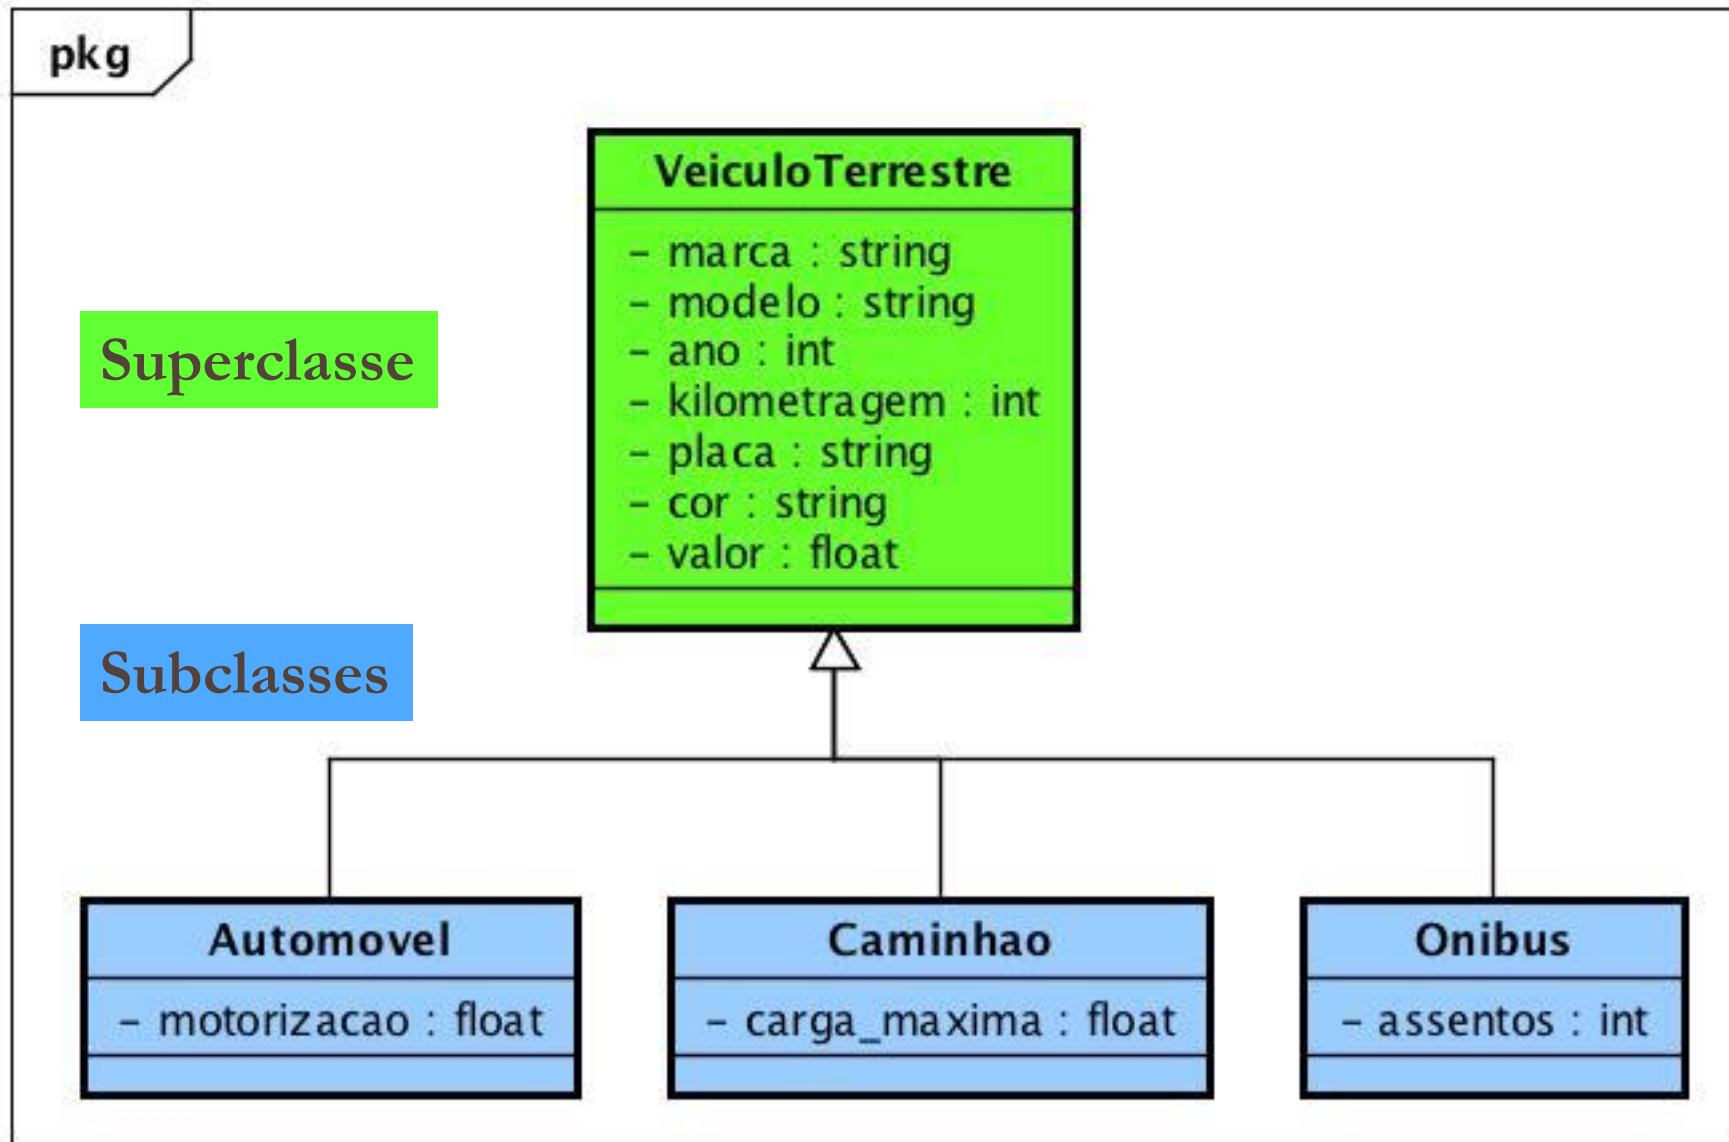 pkg
VeiculoTerrestre
- marca : string
- modelo : string
- ano : int
- kilometragem : int
- placa : string
- cor : string
- valor : float
Superclasse
Subclasses
Automovel
- motorizacao : float
Caminhao
- carga_maxima : float
Onibus
- assentos : int